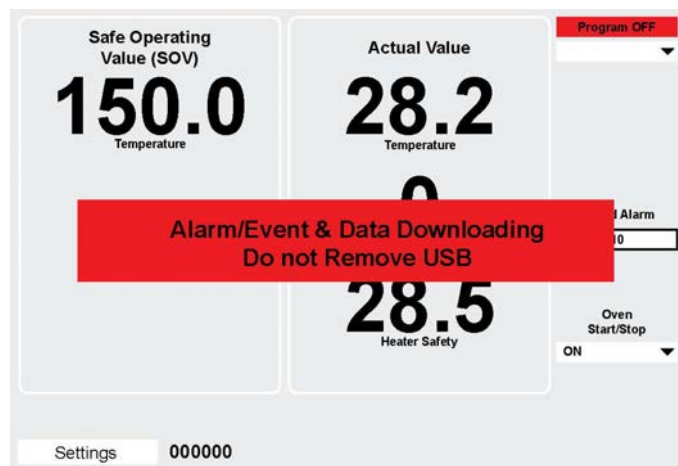 Safe Operating
Value (SOV)
150.0
Temperature
Actual Value
28.2
Temperature
Alarm/Event & Data Downloading
Do not Remove USB
28.5
Heater Safety
Program OFF
Alarm
Oven
Start/Stop
ON
Settings
000000